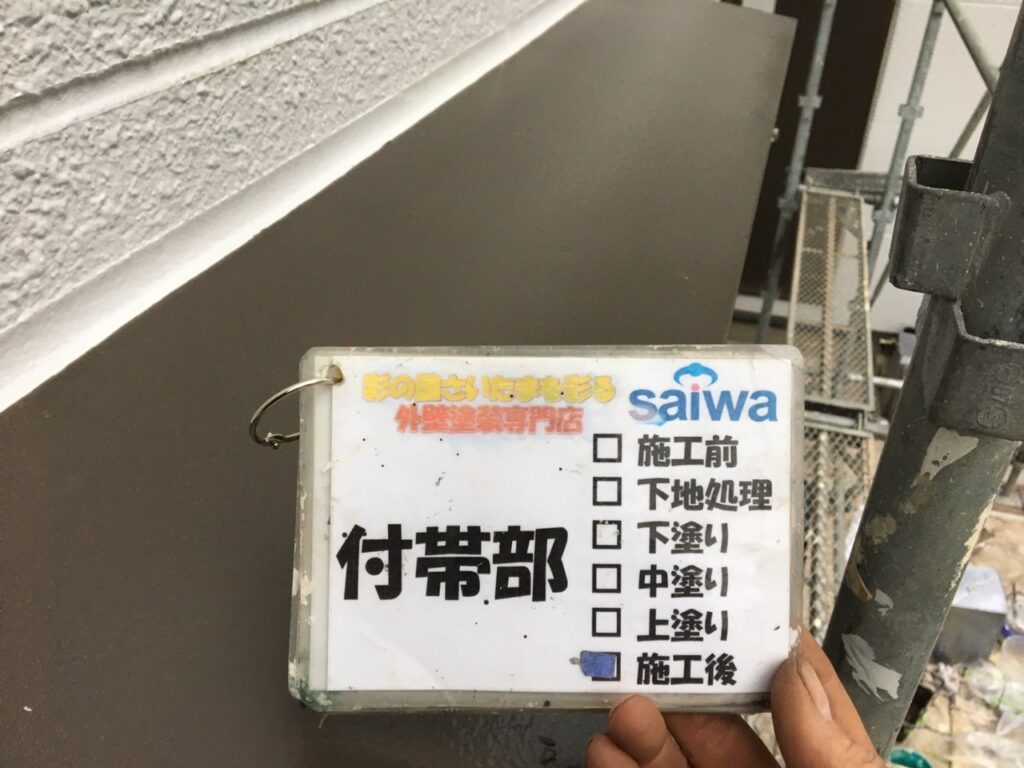 彩の国さいたまを彩る
外壁塗装専門店
saiwa
付帯部
施工前
下地処理
下塗り
中塗り
上塗り
施工後